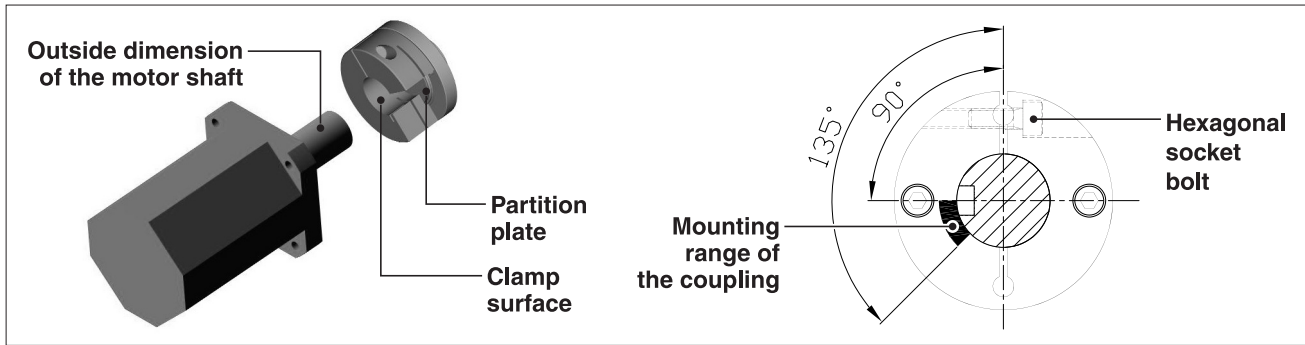 Outside dimension
of the motor shaft
Partition
plate
Clamp
surface
135°
90°
Mounting
range of
the coupling
Hexagonal
socket
bolt